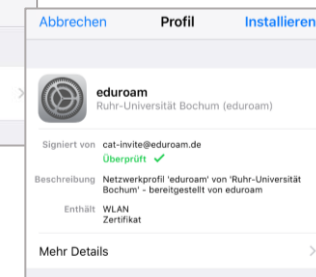 Abbrechen Profil Installieren
eduroam
Ruhr-Universität Bochum (eduroam)
Signiert von cat-invite@eduroam.de
Überprüft ✓
Beschreibung Netzwerkprofil 'eduroam' von 'Ruhr-Universität
Bochum' - bereitgestellt von eduroam
Enthält WLAN
Zertifikat
Mehr Details